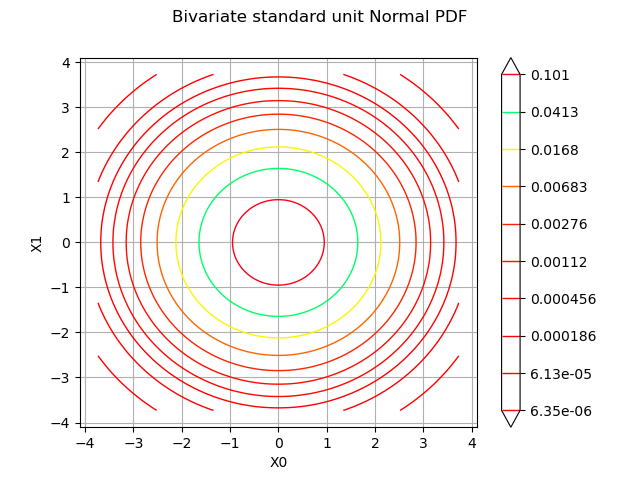 Bivariate standard unit Normal PDF
4
3
2
1
0
−1
−2
−3
−4
X1
−4 −3 −2 −1 0 1 2 3 4
X0
0.101
0.0413
0.0168
0.00683
0.00276
0.00112
0.000456
0.000186
6.13e-05
6.35e-06